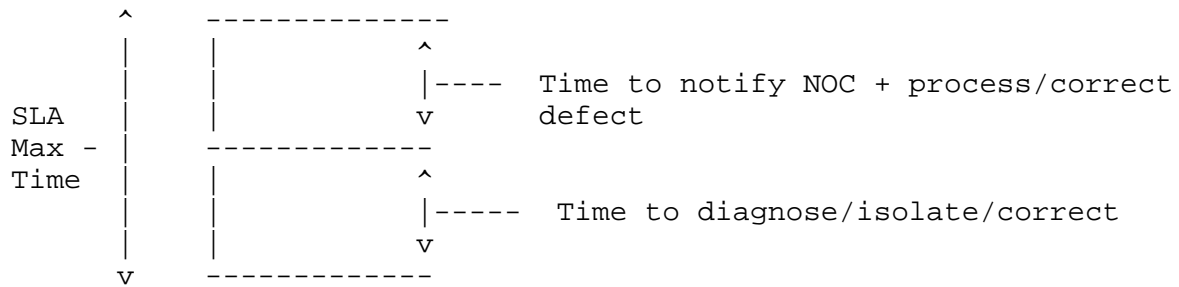 Time to notify NOC + process/correct
SLA defect
Max -
Time
Time to diagnose/isolate/correct